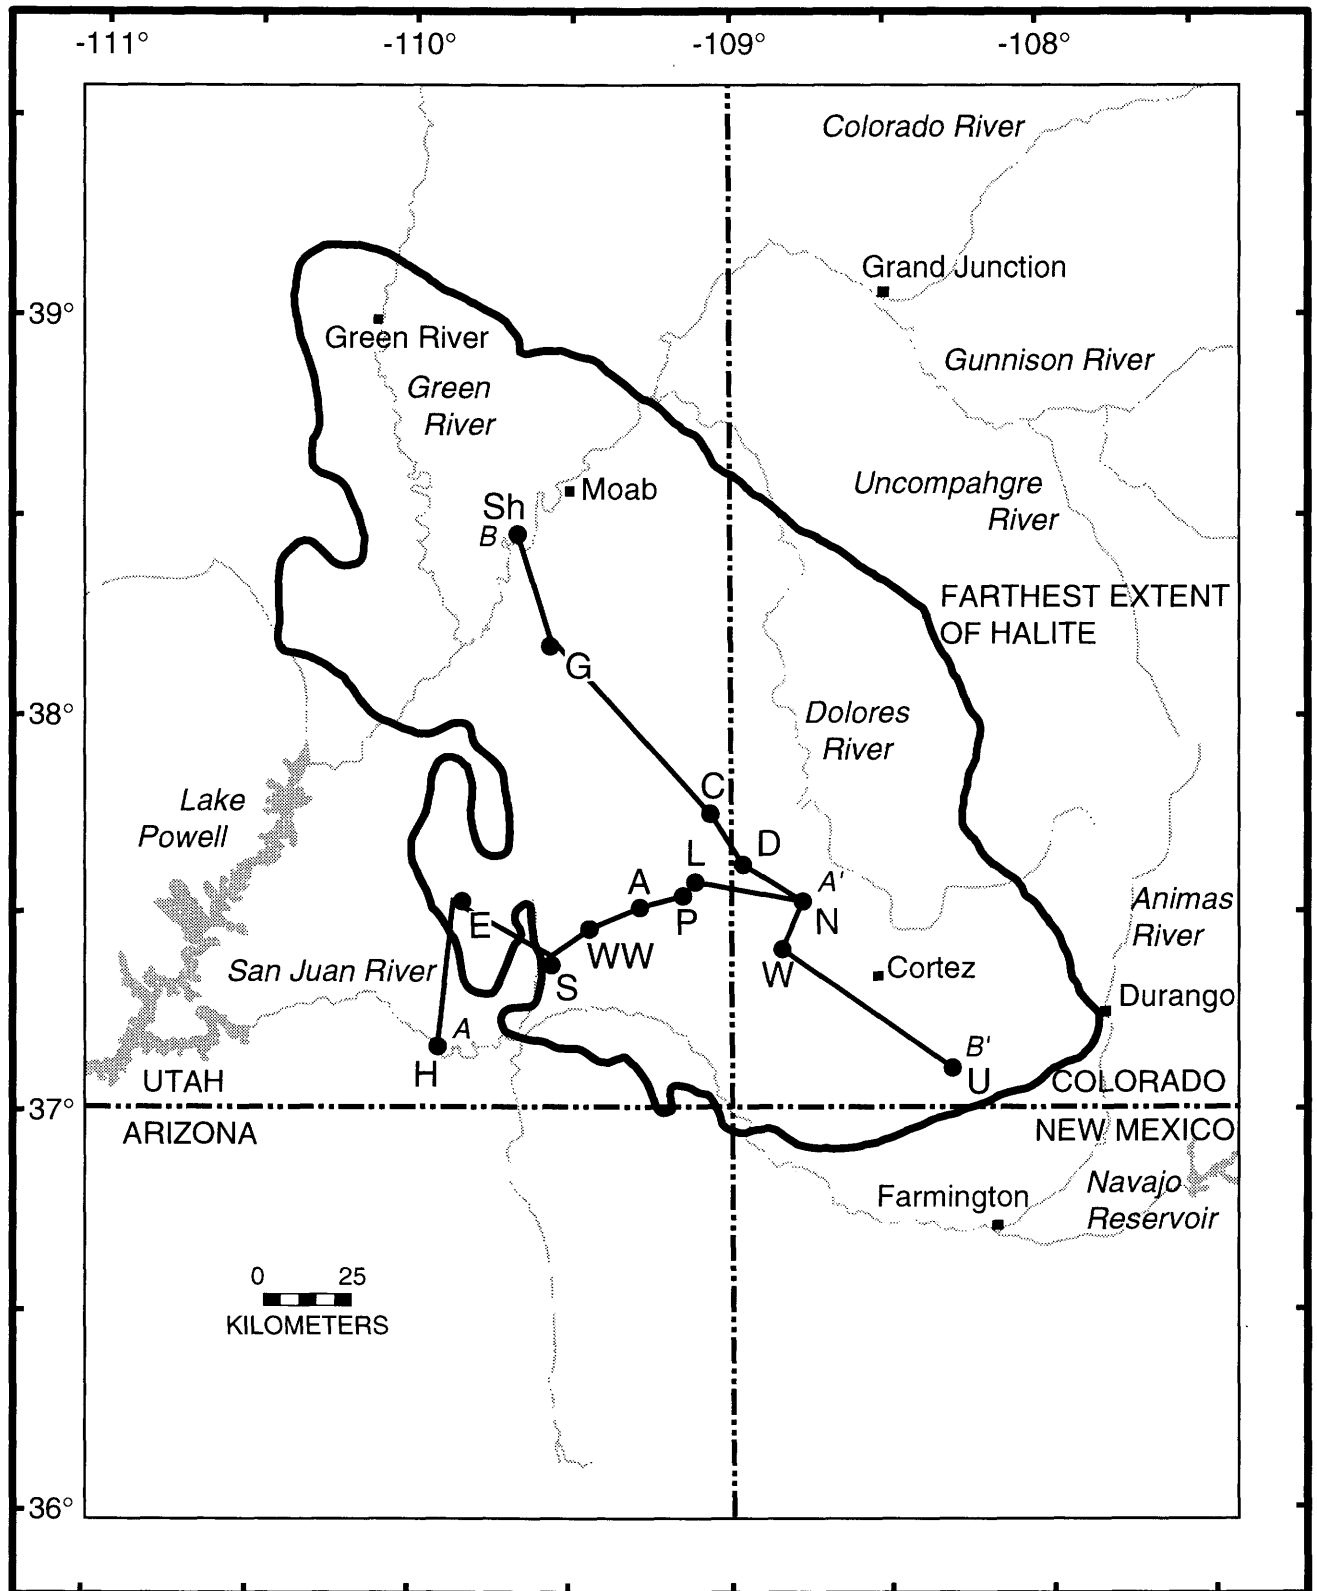 -111°
-110°
-109°
-108°
Colorado River
Grand Junction
39°
Green River
Gunnison River
Green
River
Uncompahgre
River
Moab
Sh
B
FARTHEST EXTENT
OF HALITE
G
38°
Dolores
River
C
Lake
Powell
D
L
A
A'
P
N
E
Animas
River
WW
W
San Juan River
Cortez
S
Durango
A
H
B'
U
UTAH
COLORADO
37°
ARIZONA
NEW MEXICO
Farmington
Navajo
Reservoir
0
25
KILOMETERS
36°